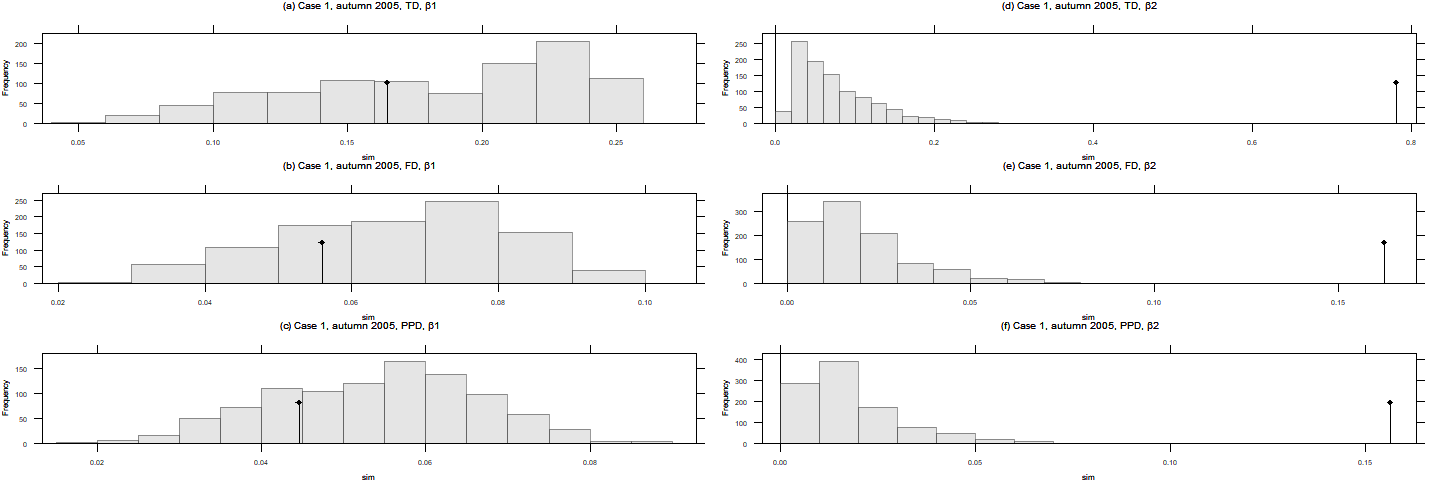 (a) Case 1, autumn 2005, TD, β1
Frequency
200
150
100
50
0
0.05 0.10 0.15 0.20 0.25
sim
(b) Case 1, autumn 2005, FD, β1
Frequency
250
200
150
100
50
0
0.02 0.04 0.06 0.08 0.10
sim
(c) Case 1, autumn 2005, PPD, β1
Frequency
150
100
50
0
0.02 0.04 0.06 0.08
sim
(d) Case 1, autumn 2005, TD, β2
Frequency
250
200
150
100
50
0
0.0 0.2 0.4 0.6 0.8
sim
(e) Case 1, autumn 2005, FD, β2
Frequency
300
200
100
0
0.00 0.05 0.10 0.15
sim
(f) Case 1, autumn 2005, PPD, β2
Frequency
400
300
200
100
0
0.00 0.05 0.10 0.15
sim